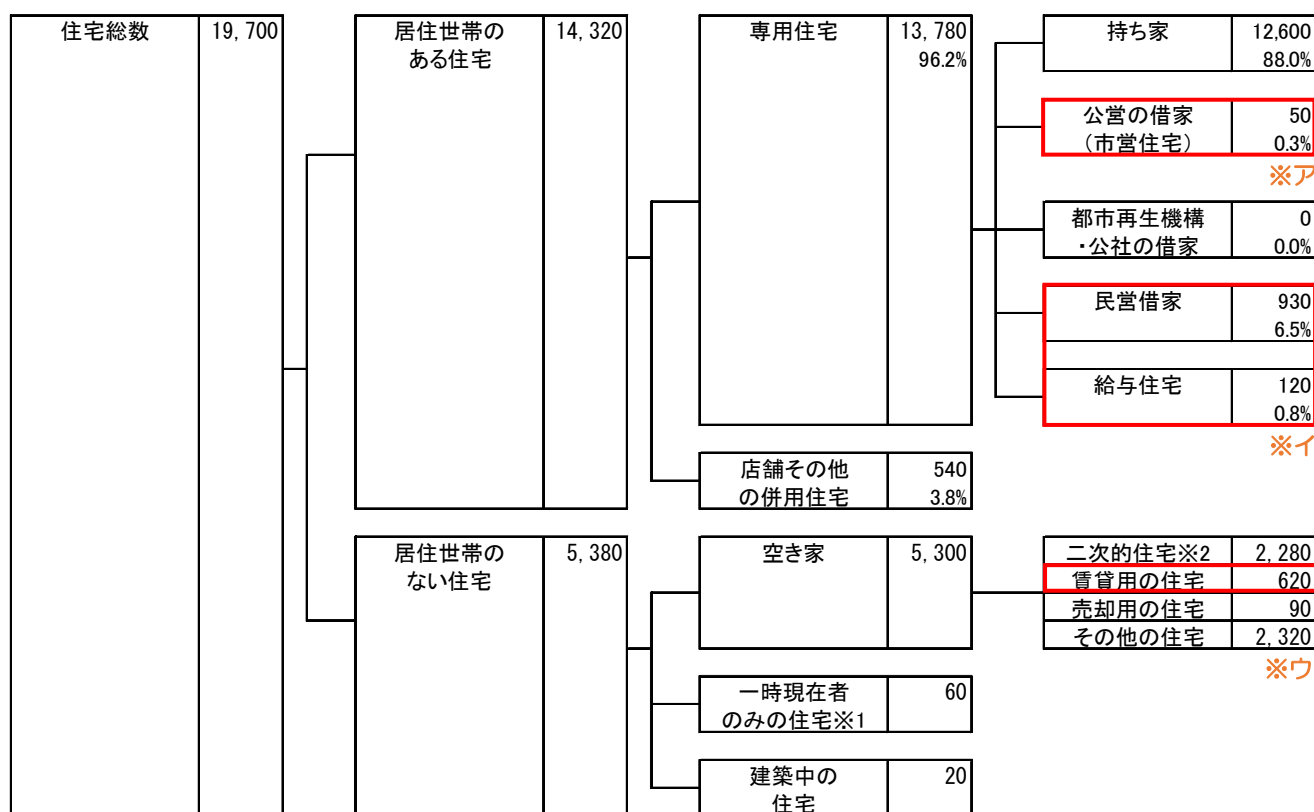 住宅総数 19,700
居住世帯の 14,320
ある住宅
専用住宅 13,780
96.2%
持ち家 12,600
88.0%
公営の借家 50
（市営住宅） 0.3%
※ア
都市再生機構 0
・公社の借家 0.0%
民営借家 930
6.5%
給与住宅 120
0.8%
※イ
店舗その他 540
の併用住宅 3.8%
居住世帯の 5,380
ない住宅
空き家 5,300
二次的住宅※2 2,280
賃貸用の住宅 620
売却用の住宅 90
その他の住宅 2,320
※ウ
一時現在者 60
のみの住宅※1
建築中の 20
住宅